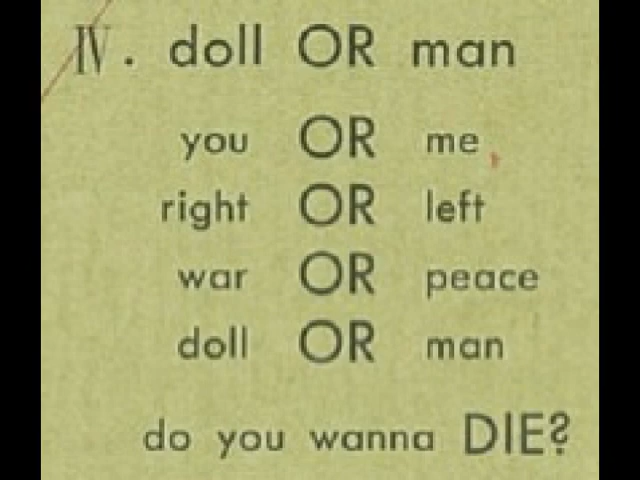 IV. doll OR man
you OR me
right OR left
war OR peace
doll OR man
do you wanna DIE?